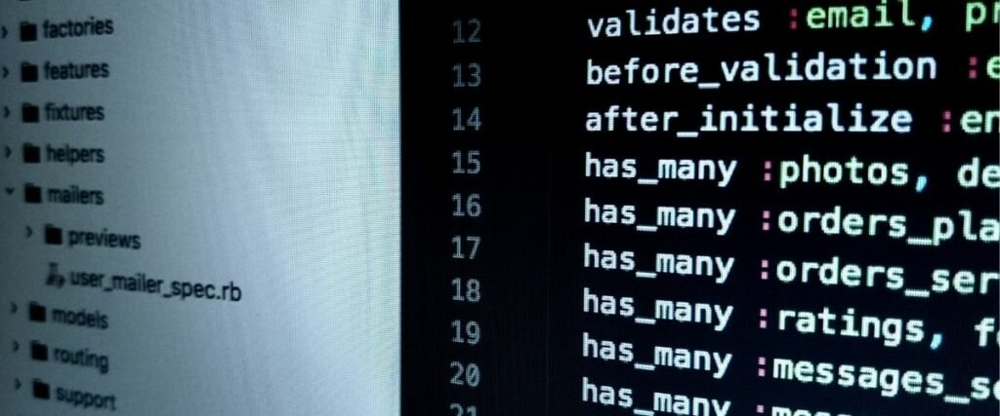 factories
features
fixtures
helpers
mailers
previews
user_mailer_spec.rb
models
routing
support
12 validates :email, pr
13 before_validation :e
14 after_initialize :en
15 has_many :photos, de
16 has_many :orders_pla
17 has_many :orders_ser
18 has_many :ratings, f
19 has_many :messages_s
20 has_many
21